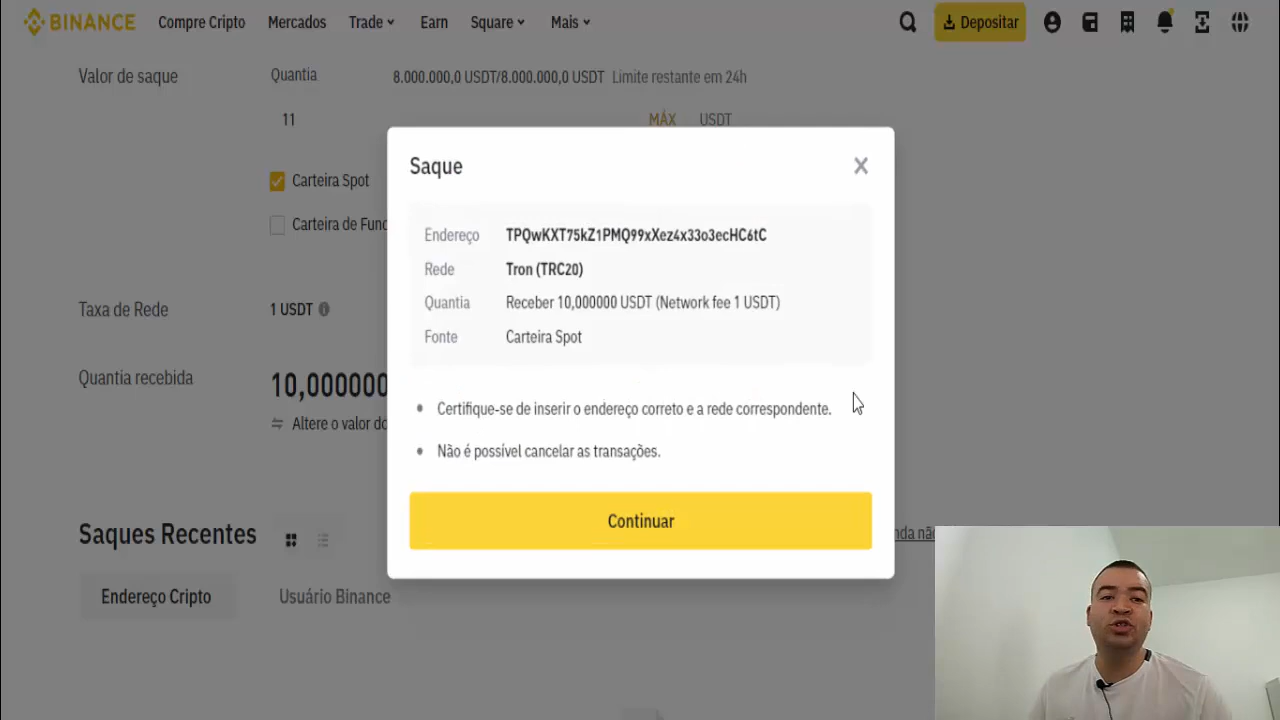 BINANCE Compre Cripto Mercados Trade Earn Square Mais Depositar
Valor de saque Quantia 8.000.000,0 USDT/8.000.000,0 USDT Limite restante em 24h
11 MÁX USDT
Saque
Carteira Spot
Carteira de Func
Endereço TPQwKXT75kZ1PMQ99xXez4x33o3ecHC6tC
Rede Tron (TRC20)
Quantia Receber 10,000000 USDT (Network fee 1 USDT)
Fonte Carteira Spot
Taxa de Rede 1 USDT
Quantia recebida 10,000000
Altere o valor do
Certifique-se de inserir o endereço correto e a rede correspondente.
Não é possível cancelar as transações.
Continuar
Saques Recentes nda não
Endereço Cripto Usuário Binance